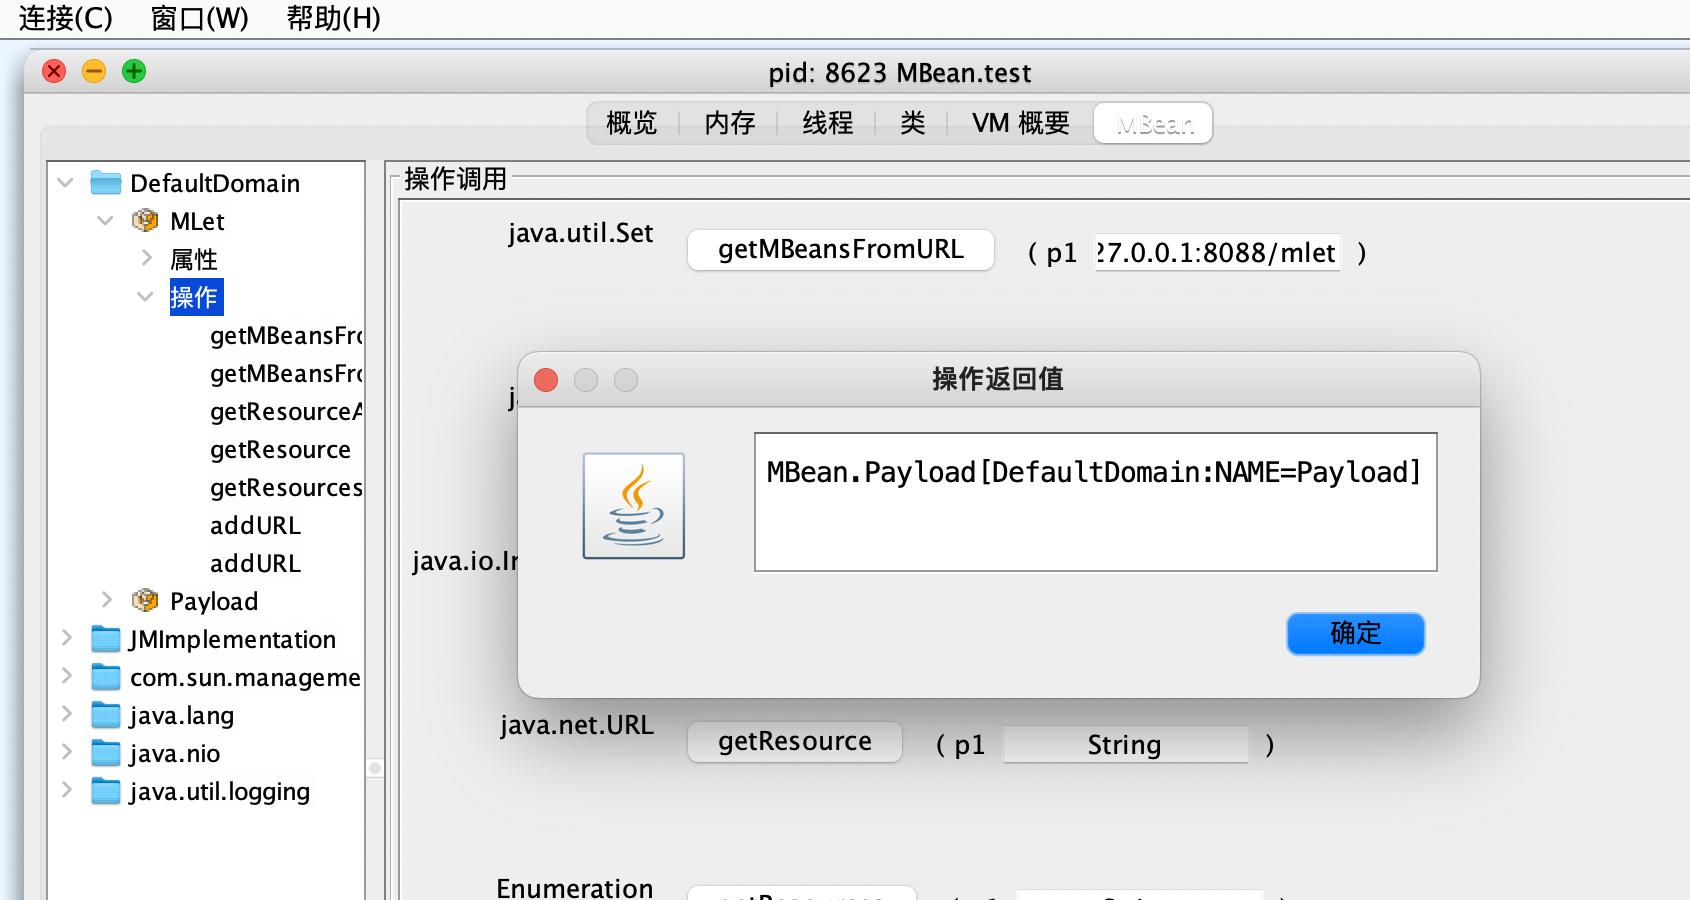 连接(C) 窗口(W) 帮助(H)
pid: 8623 MBean.test
概览 内存 线程 类 VM 概要 MBean
DefaultDomain
MLet
属性
操作
getMBeansFro
getMBeansFro
getResourceA
getResource
getResources
addURL
addURL
Payload
JMImplementation
com.sun.manageme
java.lang
java.nio
java.util.logging
操作调用
java.util.Set getMBeansFromURL ( p1 27.0.0.1:8088/mlet )
操作返回值
MBean.Payload[DefaultDomain:NAME=Payload]
确定
java.io.In
java.net.URL getResource ( p1 String )
Enumeration